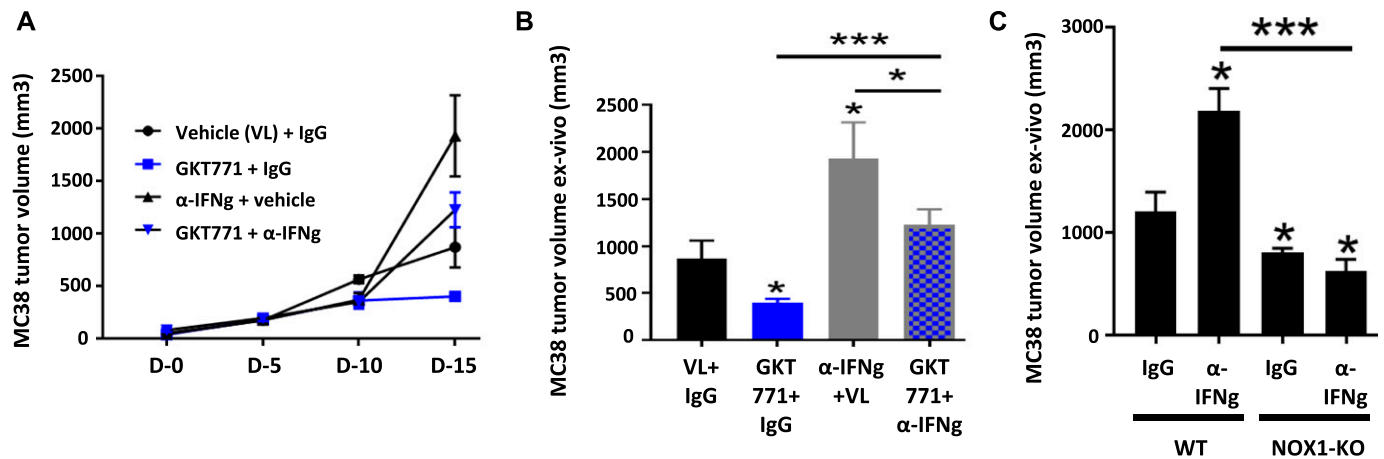 A
MC38 tumor volume (mm3)
2500
2000
1500
1000
500
0
D-0 D-5 D-10 D-15
Vehicle (VL) + IgG
GKT771 + IgG
α-IFNg + vehicle
GKT771 + α-IFNg
B
MC38 tumor volume ex-vivo (mm3)
2500
2000
1500
1000
500
0
***
*
*
*
VL+ GKT α-IFNg GKT
IgG 771+ +VL 771+
IgG α-IFNg
C
MC38 tumor volume ex-vivo (mm3)
3000
2000
1000
0
***
*
*
*
IgG α- IgG α-
IFNg IFNg
WT NOX1-KO